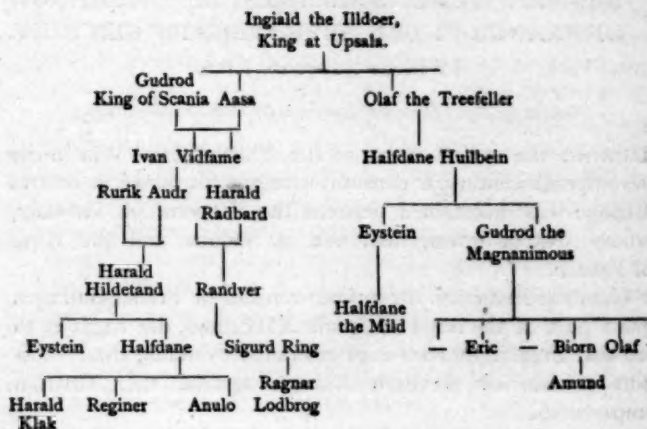 Ingiald the Illdoer,
King at Upsala.
Gudrod
King of Scania Aasa Olaf the Treefeller
Ivan Vidfame Halfdane Hullbein
Rurik Audr. Harald
Radbard
Eystein Gudrod the
Magnanimous
Harald
Hildetand Randver Halfdane
the Mild
— Eric Biorn Olaf
Eystein Halfdane Sigurd Ring
Amund
Harald
Klak Reginer Anulo Ragnar
Lodbrog